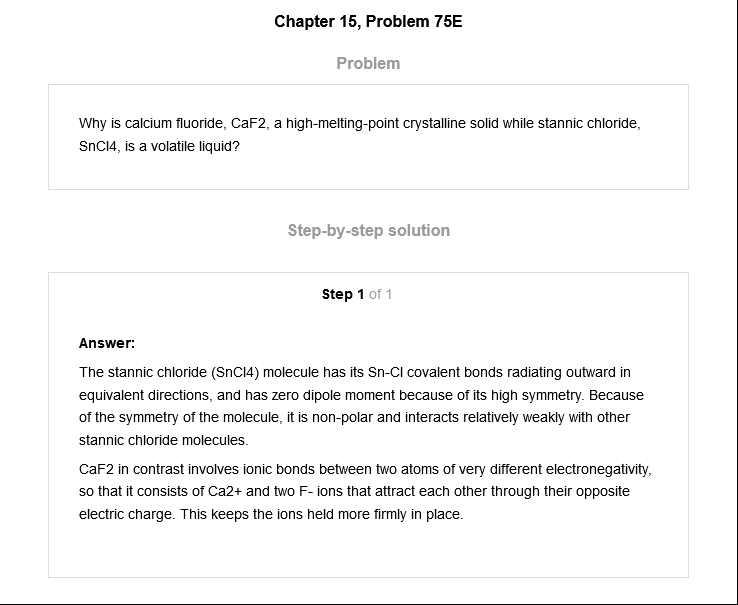 Chapter 15, Problem 75E
Problem
Why is calcium fluoride, CaF2, a high-melting-point crystalline solid while stannic chloride,
SnCl4, is a volatile liquid?
Step-by-step solution
Step 1 of 1
Answer:
The stannic chloride (SnCl4) molecule has its Sn-Cl covalent bonds radiating outward in
equivalent directions, and has zero dipole moment because of its high symmetry. Because
of the symmetry of the molecule, it is non-polar and interacts relatively weakly with other
stannic chloride molecules.
CaF2 in contrast involves ionic bonds between two atoms of very different electronegativity,
so that it consists of Ca2+ and two F- ions that attract each other through their opposite
electric charge. This keeps the ions held more firmly in place.